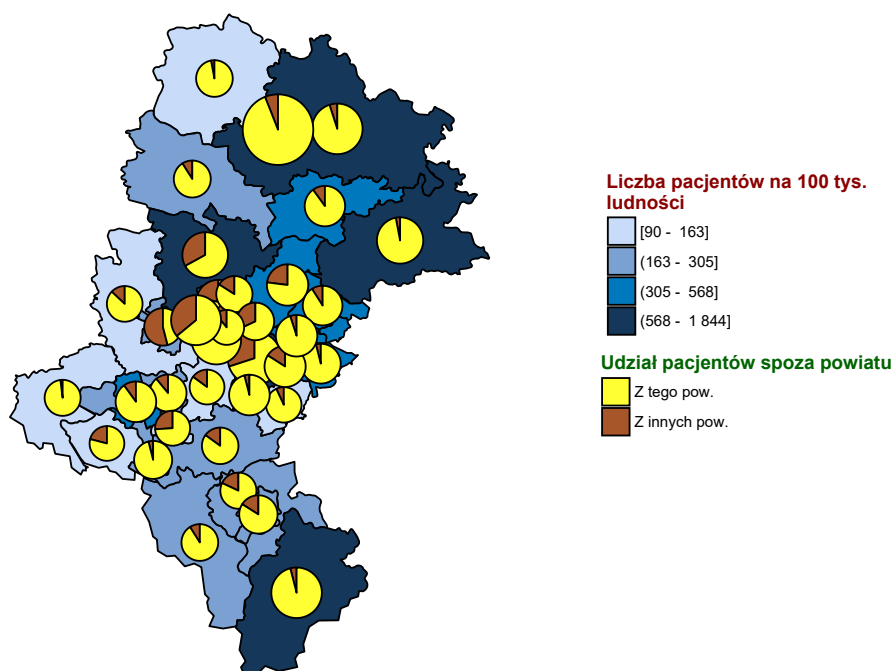 Liczba pacjentów na 100 tys.
ludności
[90 - 163]
(163 - 305]
(305 - 568]
(568 - 1 844]
Udział pacjentów spoza powiatu
Z tego pow.
Z innych pow.